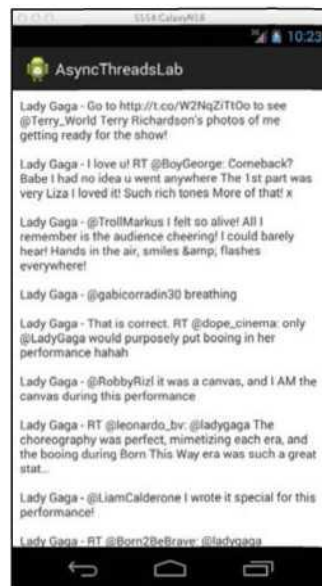 5554:GalaxyNS8
10:23
AsyncThreadsLab
Lady Gaga - Go to http://t.co/W2NqZiTtOo to see
@Terry_World Terry Richardson's photos of me
getting ready for the show!
Lady Gaga - I love u! RT @BoyGeorge: Comeback?
Babe I had no idea u went anywhere The 1st part was
very Liza I loved it! Such rich tones More of that! x
Lady Gaga - @TrollMarkus I felt so alive! All I
remember is the audience cheering! I could barely
hear! Hands in the air, smiles &amp; flashes
everywhere!
Lady Gaga - @gabicorradin30 breathing
Lady Gaga - That is correct. RT @dope_cinema: only
@LadyGaga would purposely put booing in her
performance hahah
Lady Gaga - @RobbyRizl it was a canvas, and I AM the
canvas during this performance
Lady Gaga - RT @leonardo_bv: @ladygaga The
choreography was perfect, mimetizing each era, and
the booing during Born This Way era was such a great
stat...
Lady Gaga - @LiamCalderone I wrote it special for this
performance!
Lady Gaga - RT @Born2BeBrave: @ladygaga